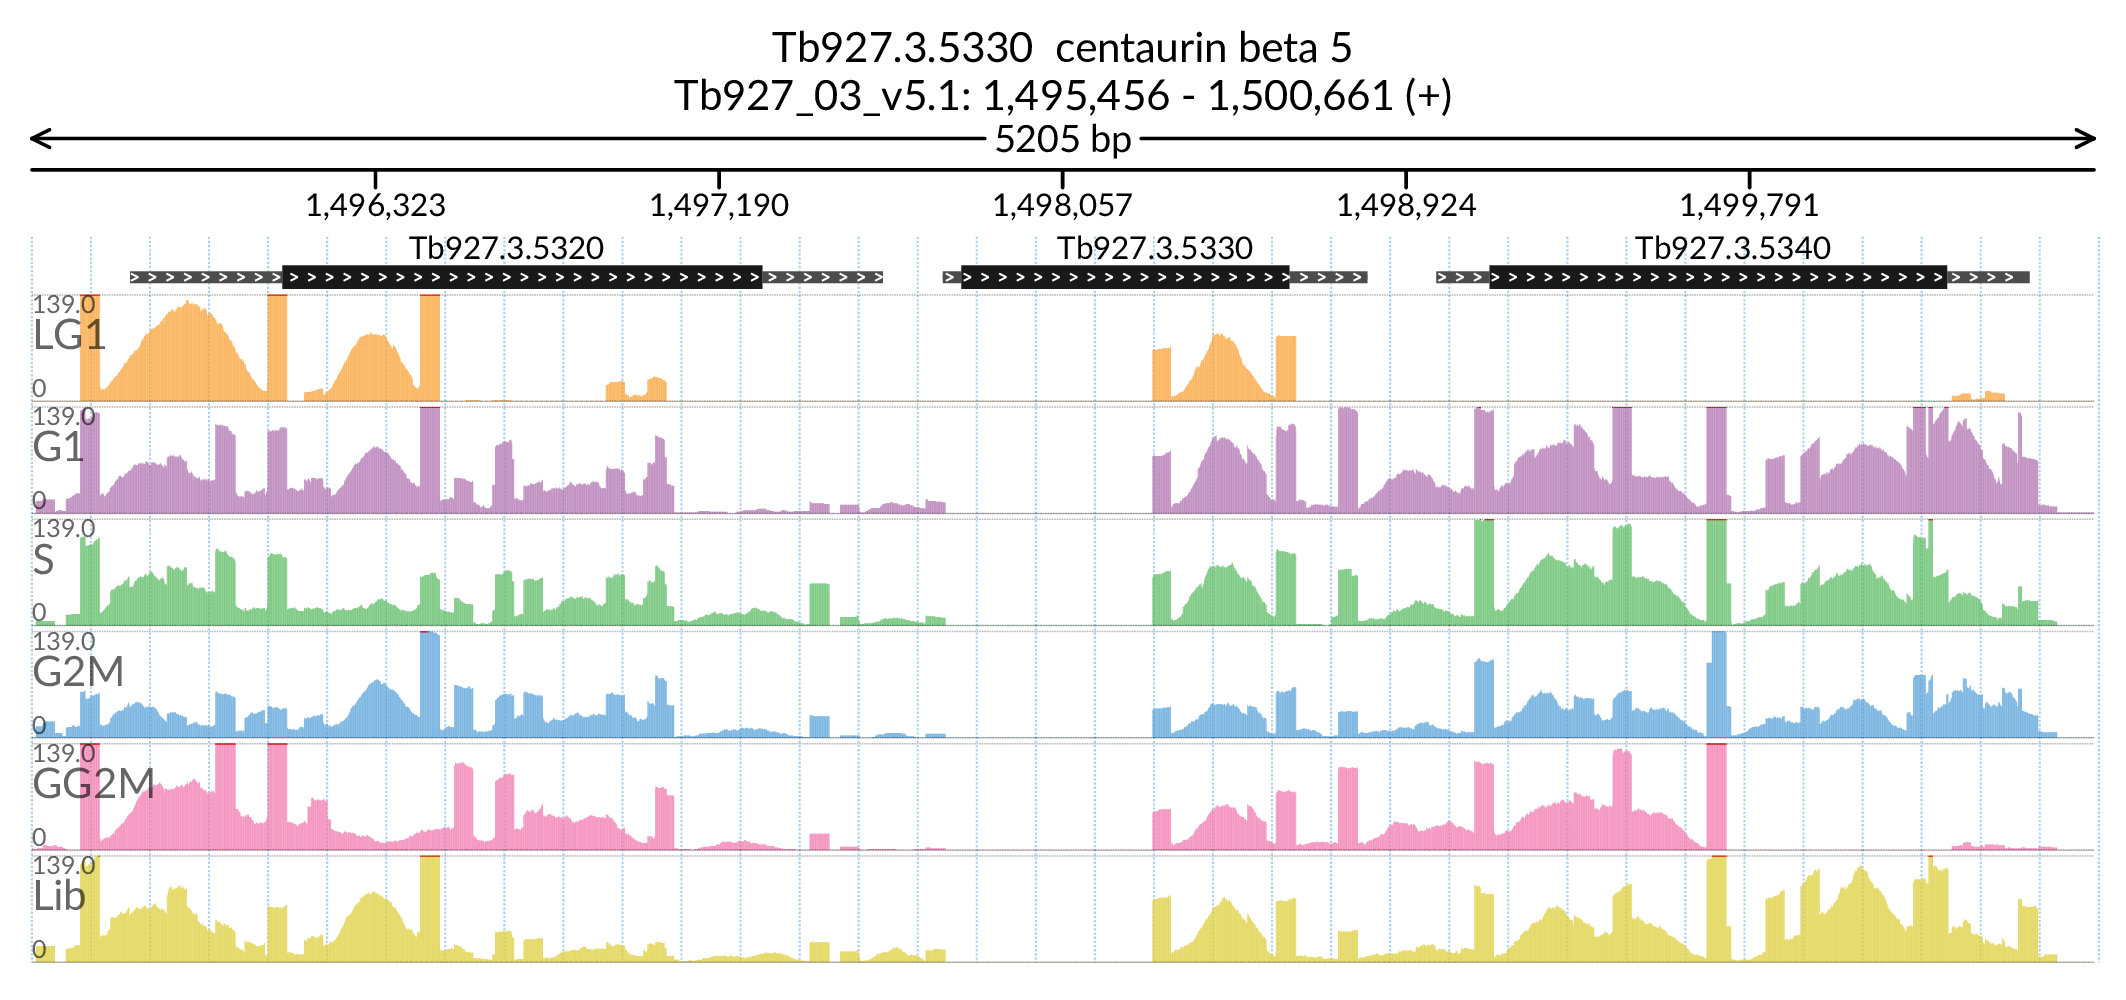 Tb927.3.5330  centaurin beta 5
Tb927_03_v5.1: 1,495,456 - 1,500,661 (+)
5205 bp
1,496,323 1,497,190 1,498,057 1,498,924 1,499,791
Tb927.3.5320 Tb927.3.5330 Tb927.3.5340
139.0
LG1
0
139.0
G1
0
139.0
S
0
139.0
G2M
0
139.0
GG2M
0
139.0
Lib
0